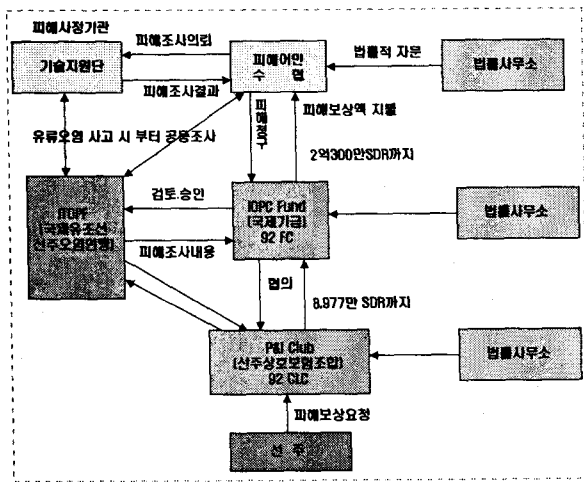 피해사정기관
피해조사의뢰
기술지원단
피해어민
수 협
법률적 자문
법률사무소
피해조사결과
피해청구
피해보상액 지불
유류오염 사고 시 부터 공동조사
2억300만SDR까지
ITOPF
(국제유조선
선주오염연맹)
검토.승인
IOPC Fund
(국제기금)
92 FC
법률사무소
피해조사내용
협의
8.977만 SDR까지
P&I Club
(선주상호보험조합)
92 CLC
법률사무소
피해보상요청
선 주